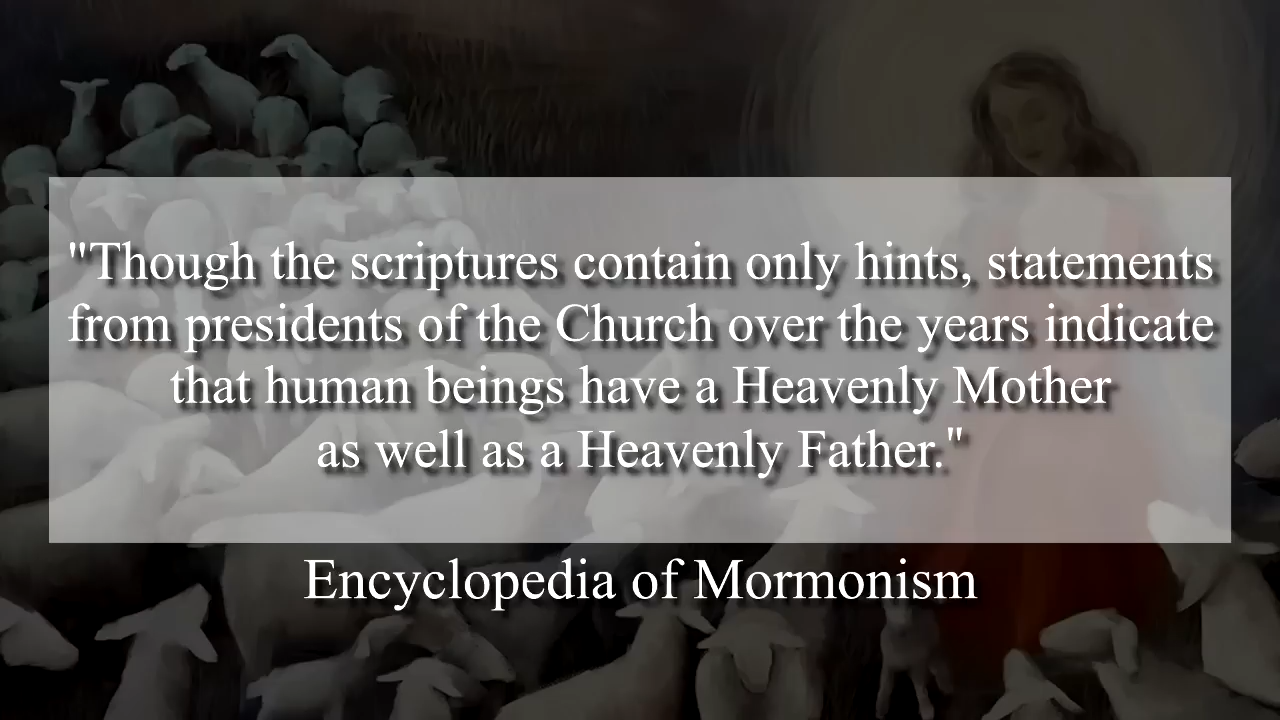 "Though the scriptures contain only hints, statements
from presidents of the Church over the years indicate
that human beings have a Heavenly Mother
as well as a Heavenly Father."
Encyclopedia of Mormonism